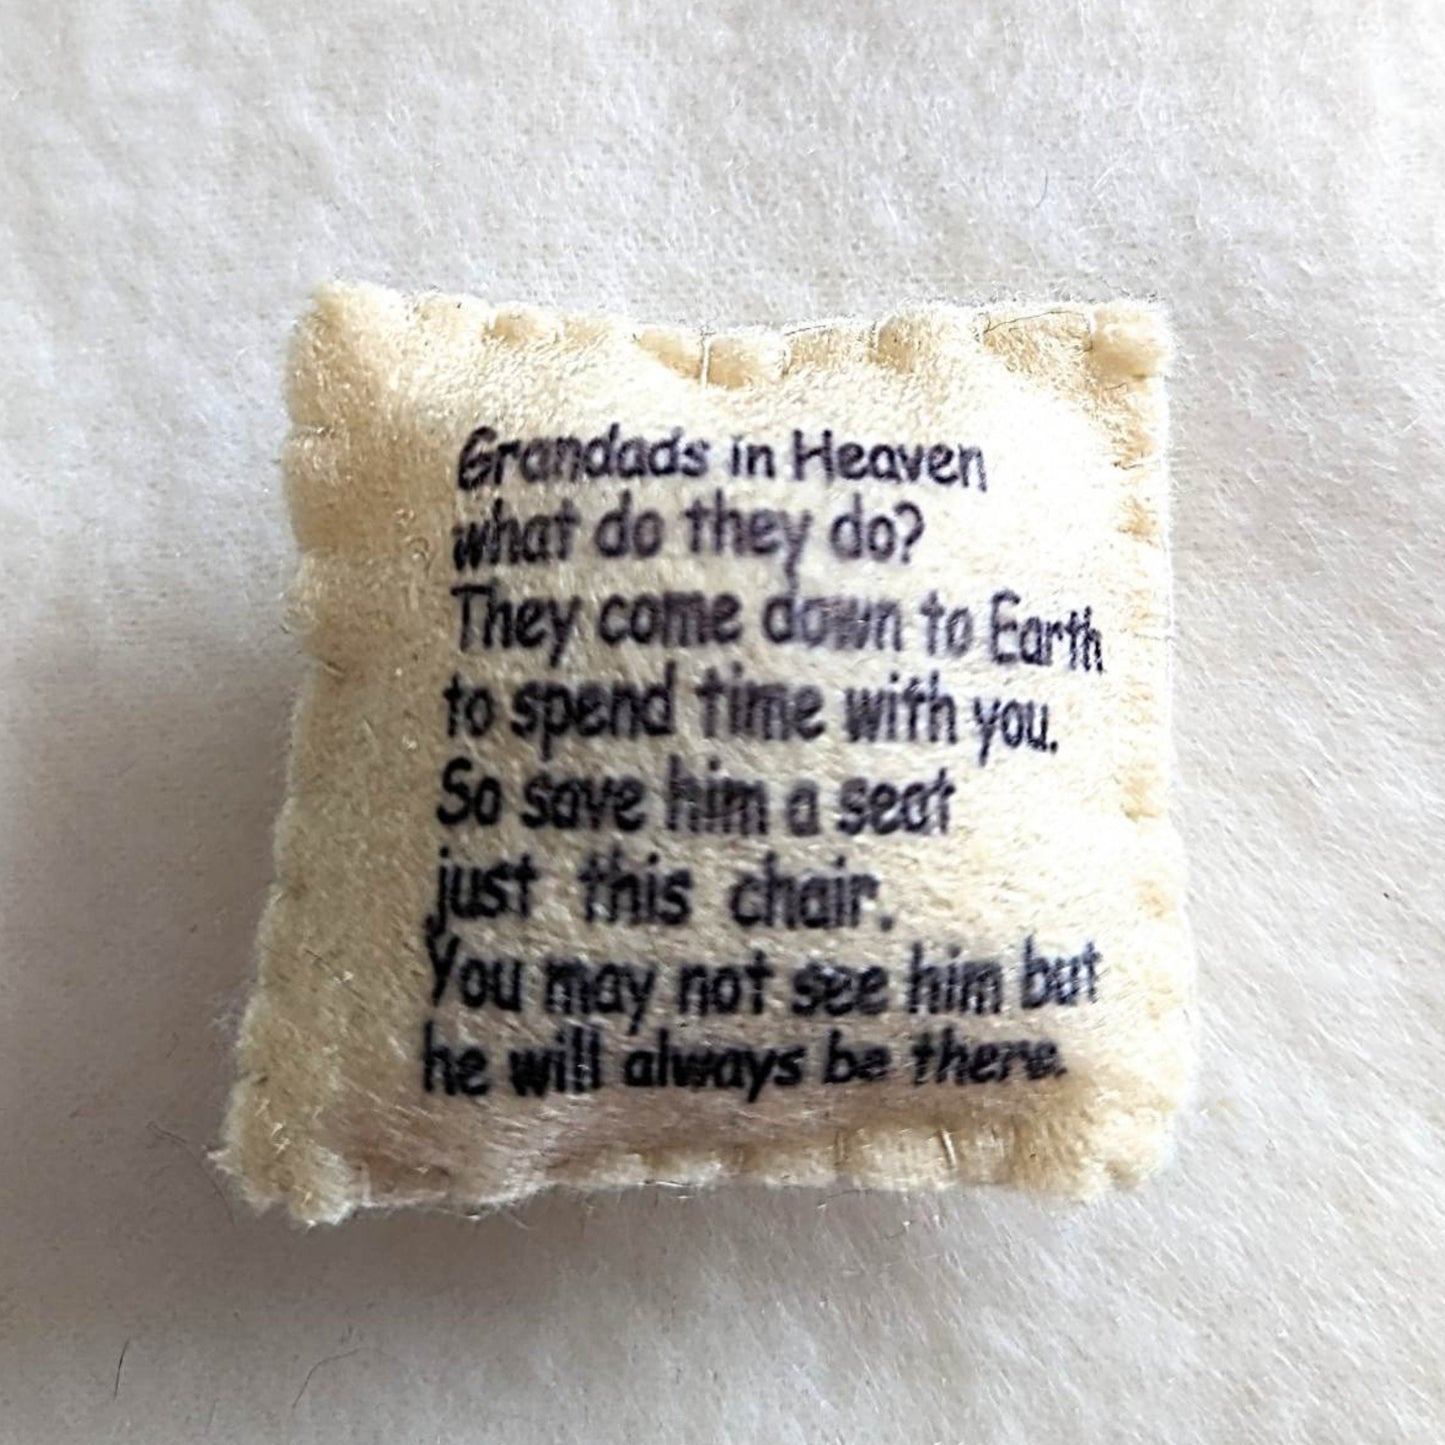 Grandads in Heaven
what do they do?
They come down to Earth
to spend time with you.
So save him a seat
just this chair.
You may not see him but
he will always be there.